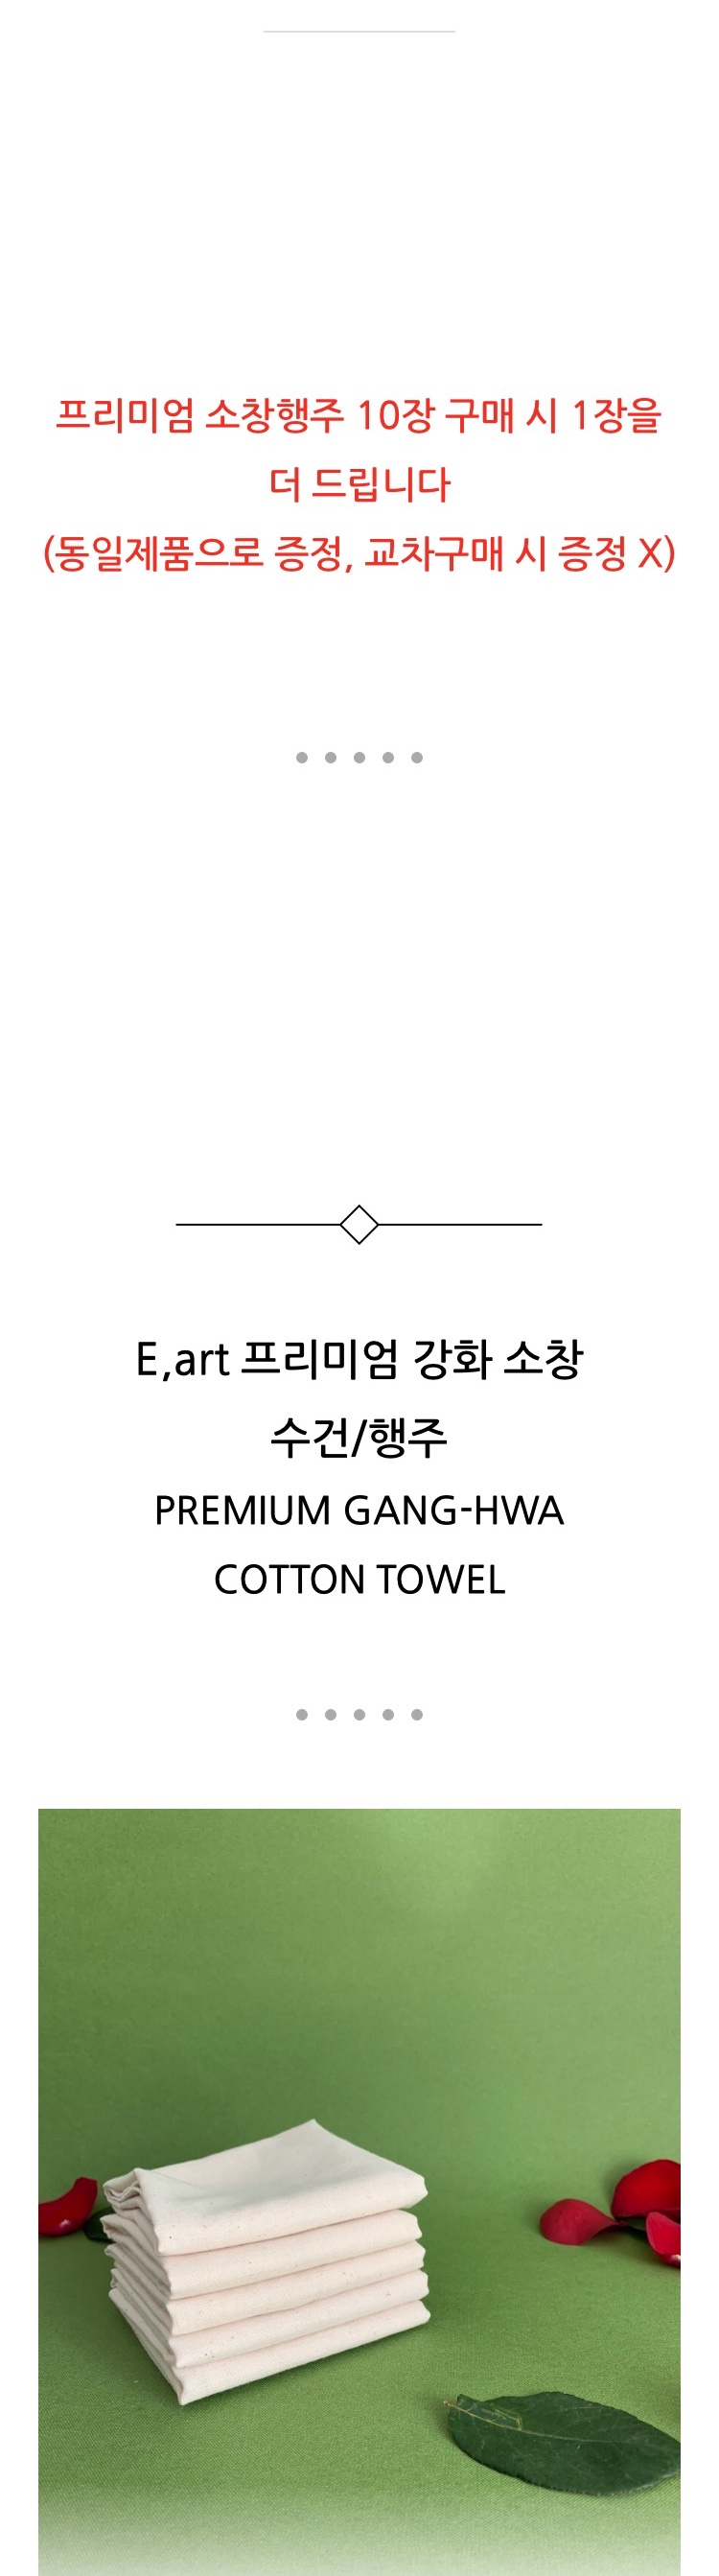 프리미엄 소창행주 10장 구매 시 1장을
더 드립니다
(동일제품으로 증정, 교차구매 시 증정 X)
E,art 프리미엄 강화 소창
수건/행주
PREMIUM GANG-HWA
COTTON TOWEL